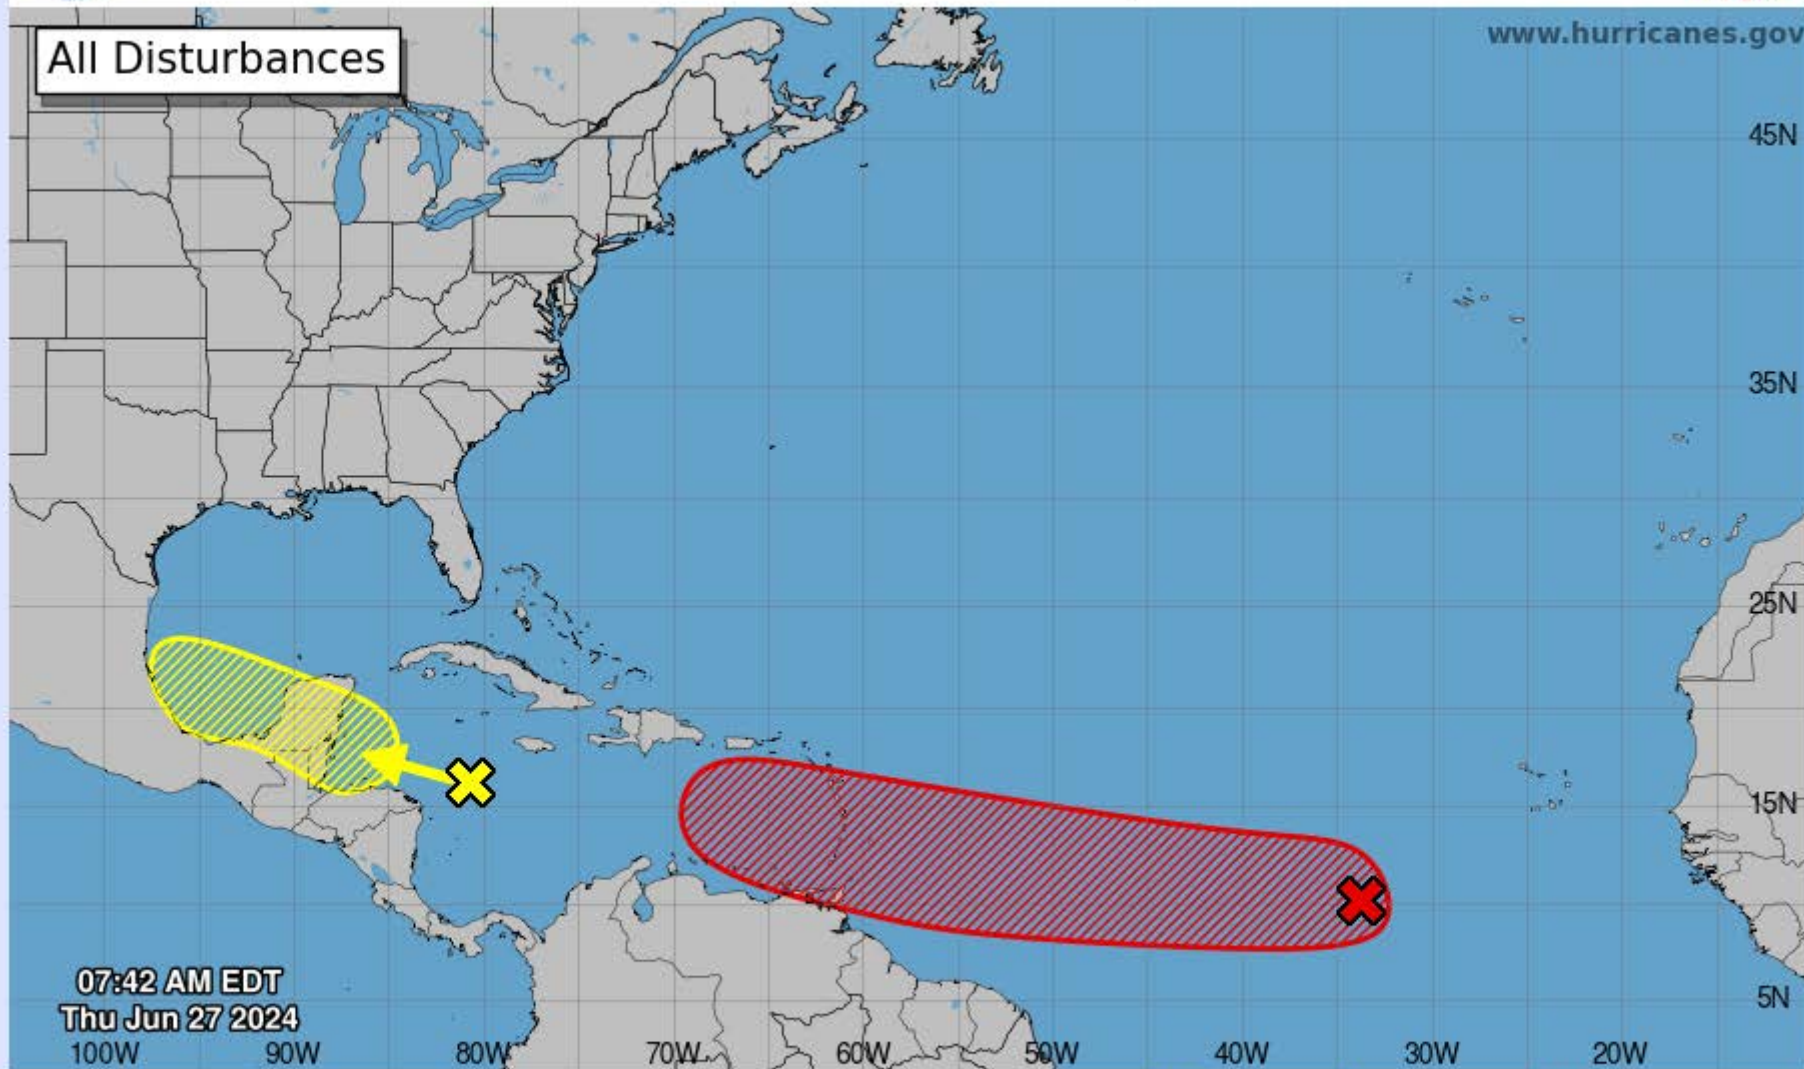 All Disturbances
www.hurricanes.gov
45N
35N
25N
15N
5N
07:42 AM EDT
Thu Jun 27 2024
100W 90W 80W 70W 60W 50W 40W 30W 20W